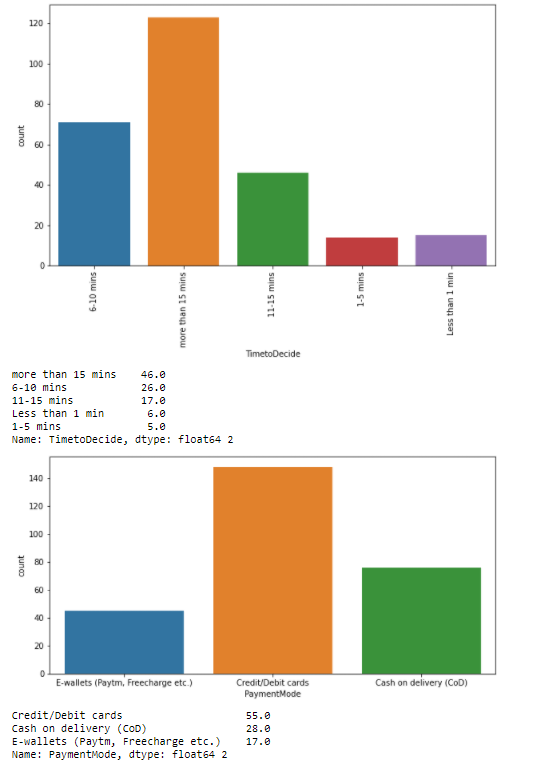 120
100
80
60
40
20
0
count
6-10 mins
more than 15 mins
11-15 mins
1-5 mins
Less than 1 min
TimetoDecide
more than 15 mins 46.0
6-10 mins 26.0
11-15 mins 17.0
Less than 1 min 6.0
1-5 mins 5.0
Name: TimetoDecide, dtype: float64 2
140
120
100
80
60
40
20
0
count
E-wallets (Paytm, Freecharge etc.) Credit/Debit cards Cash on delivery (CoD)
PaymentMode
Credit/Debit cards 55.0
Cash on delivery (CoD) 28.0
E-wallets (Paytm, Freecharge etc.) 17.0
Name: PaymentMode, dtype: float64 2